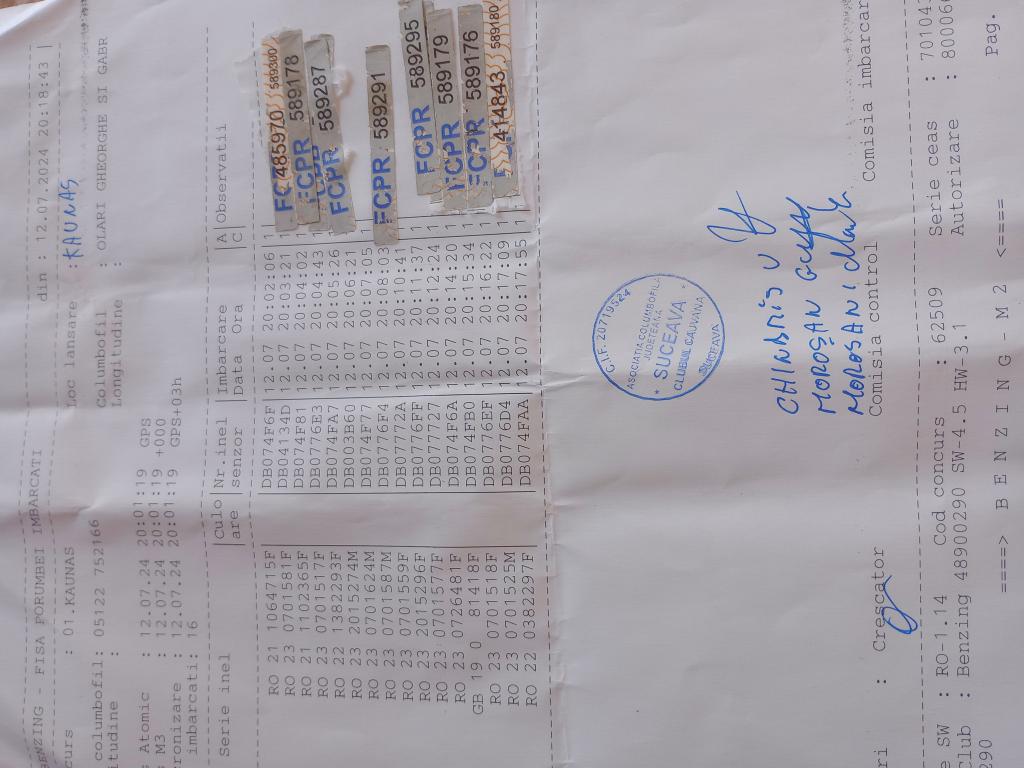 BENZING - FISA PORUMBEI IMBARCATI din : 12.07.2024 20:18:43 |
curs : 01.KAUNAS Loc lansare : KAUNAS
columbofil: 05122 7752166 Columbofil : OLARI GHEORGHE SI GABR
titudine : Longitudine :
Atomic : 12.07.24 20:01:19 GPS
M3 : 12.07.24 20:01:19 +000
ronizare : 12.07.24 20:01:19 GPS+03h
imbarcati: 16
Serie inel |Culo|Nr.inel |Imbarcare |A|Observatii
|are |senzor |Data Ora |C|
RO 21 1064715F DB074F6F 12.07 20:02:06 1 485970
RO 23 0701581F DB04134D 12.07 20:03:21 1 FCPR 589178
RO 21 1102365F DB074F81 12.07 20:04:02 1
RO 23 0701517F DB0776E3 12.07 20:04:43 1 FCPR 589287
RO 22 1382293F DB074FA7 12.07 20:05:26 1
RO 23 2015274M DB003E60 12.07 20:06:21 1
RO 23 0701624M DB074F77 12.07 20:07:05 1 FCPR 589291
RO 23 0701587M DB0776F4 12.07 20:08:03 1
RO 23 0701559F DB07772A 12.07 20:10:41 1
RO 23 2015296F DB0776FF 12.07 20:11:37 1 FCPR 589295
RO 23 0701577F DB077727 12.07 20:12:24 1
RO 23 0726481F DB074F6A 12.07 20:14:20 1 FCPR 589179
GB 19 0 81418F DB074FB0 12.07 20:15:34 1 FCPR 589176
RO 23 0701518F DB0776EF 12.07 20:16:22 1 414843 589180
RO 23 0701525M DB0776D4 12.07 20:17:09 1
RO 22 0382297F DB074FAA 12.07 20:17:55 1
C.I.F. 20719524
ASOCIATIA COLUMBOFILA
JUDETEANA
* SUCEAVA *
CLUBUL CAJVANA
SUCEAVA
CHINDRIȘ V
MOROȘAN
MOROSANI
ri : Crescator Comisia control Comisia imbarcare
e SW : RO-1.14 Cod concurs : 62509 Serie ceas : 70104
Club : Benzing 48900290 SW-4.5 HW-3.1 Autorizare : 80006
290
====> B E N Z I N G - M 2 <==== Pag.